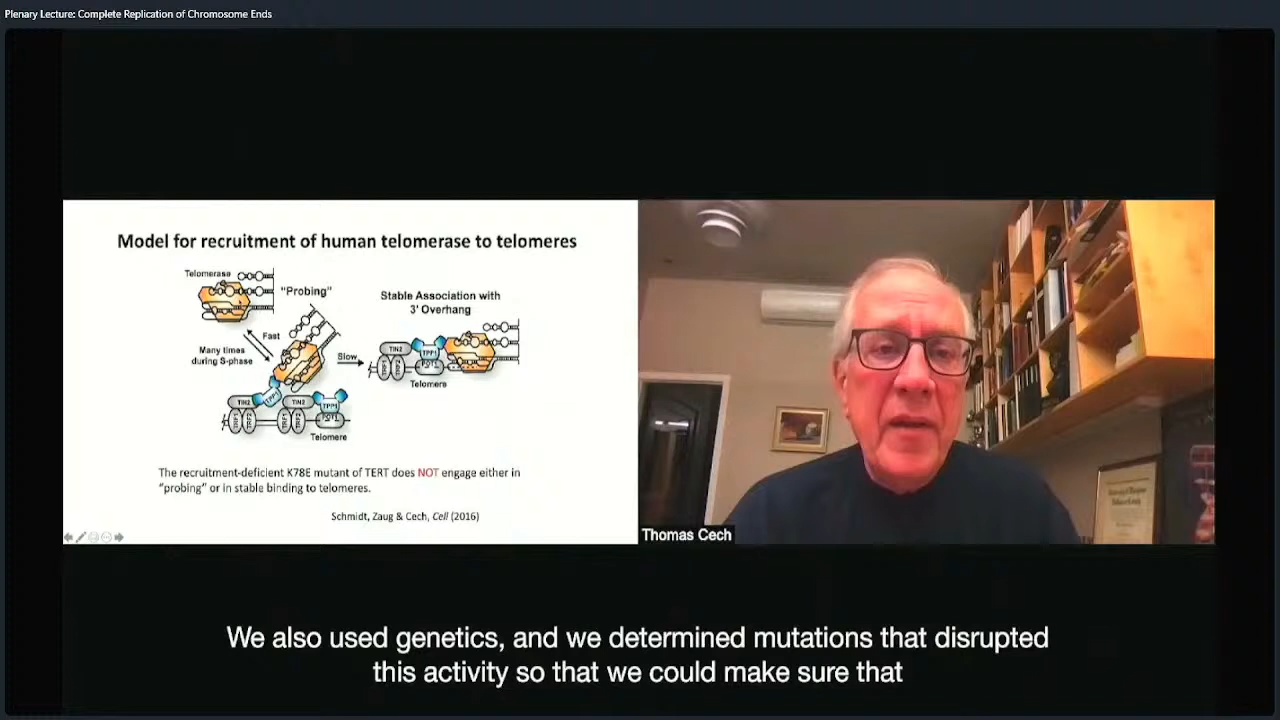 Plenary Lecture: Complete Replication of Chromosome Ends
Model for recruitment of human telomerase to telomeres
Telomerase
"Probing"
Stable Association with
3' Overhang
Fast
Many times
during S-phase
Slow
TIN2
TPP1
Telomere
TIN2
TPP1
TIN2
TPP1
Telomere
The recruitment-deficient K78E mutant of TERT does NOT engage either in
"probing" or in stable binding to telomeres.
Schmidt, Zaug & Cech, Cell (2016)
Thomas Cech
We also used genetics, and we determined mutations that disrupted
this activity so that we could make sure that